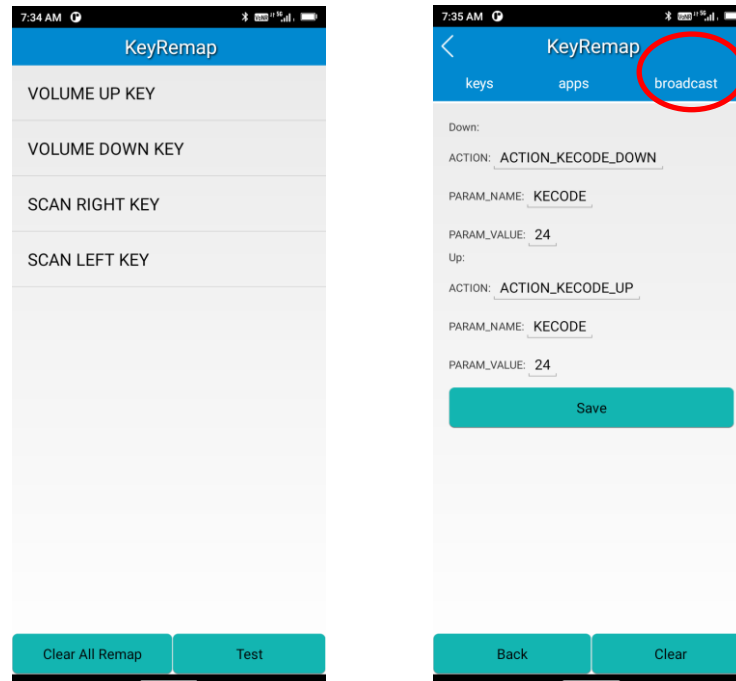 7:34 AM
KeyRemap
VOLUME UP KEY
VOLUME DOWN KEY
SCAN RIGHT KEY
SCAN LEFT KEY
Clear All Remap Test
7:35 AM
KeyRemap
keys apps broadcast
Down:
ACTION: ACTION_KECODE_DOWN
PARAM_NAME: KECODE
PARAM_VALUE: 24
Up:
ACTION: ACTION_KECODE_UP
PARAM_NAME: KECODE
PARAM_VALUE: 24
Save
Back Clear